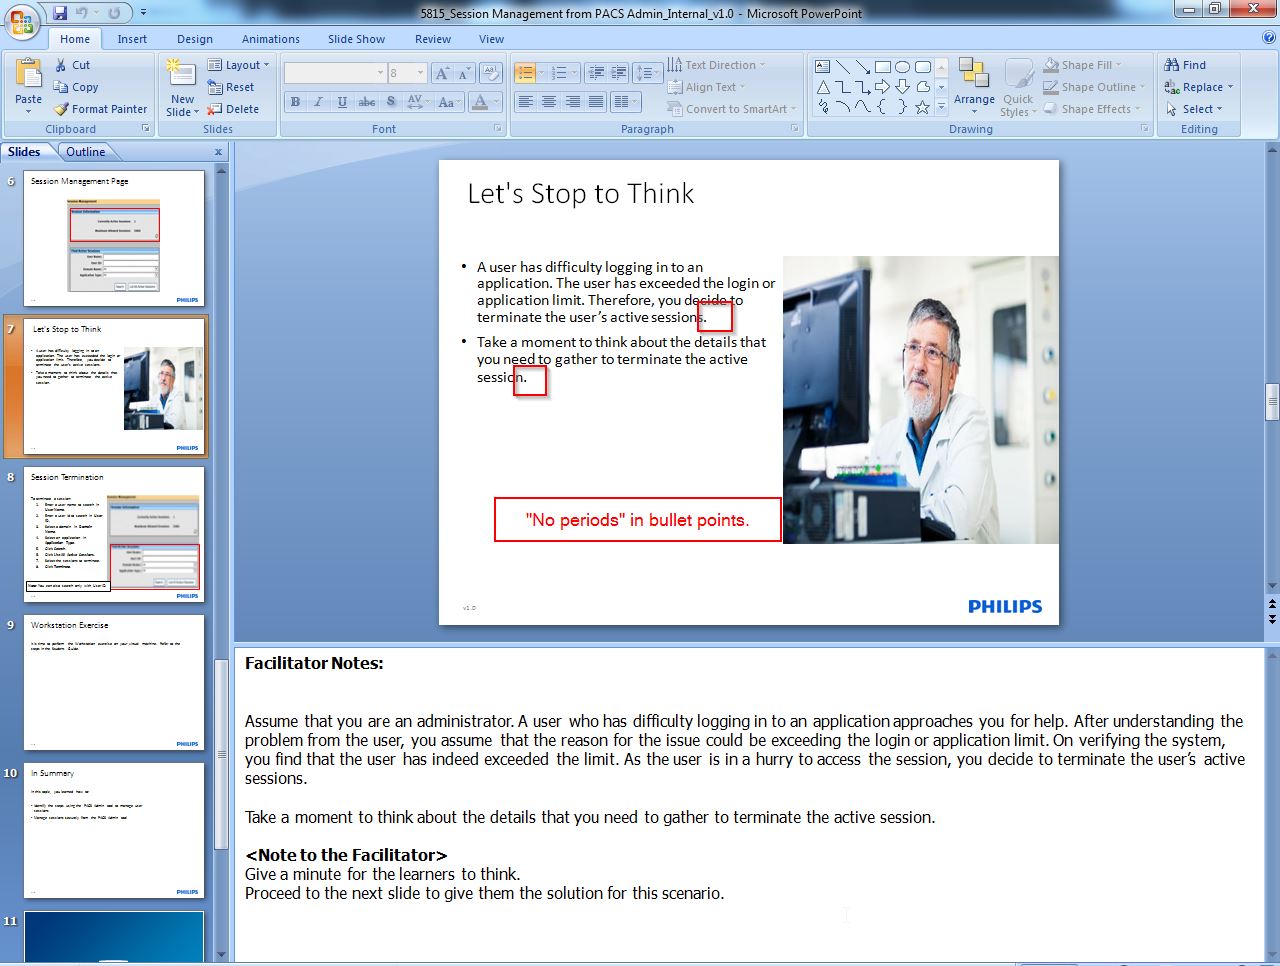 5815_Session Management from PACS Admin_Internal_v1.0 - Microsoft PowerPoint
Home Insert Design Animations Slide Show Review View
Paste
Cut
Copy
Format Painter
Clipboard
New Slide
Layout
Reset
Delete
Slides
8
B I U abc S AV Aa A
Font
Text Direction
Align Text
Convert to SmartArt
Paragraph
Arrange
Quick Styles
Shape Fill
Shape Outline
Shape Effects
Drawing
Find
Replace
Select
Editing
Slides Outline x
6
Session Management Page
PHILIPS
7
Let's Stop to Think
PHILIPS
8
Session Termination
PHILIPS
9
Workstation Exercise
PHILIPS
10
In Summary
PHILIPS
11
Let's Stop to Think
• A user has difficulty logging in to an
application. The user has exceeded the login or
application limit. Therefore, you decide to
terminate the user’s active sessions.
• Take a moment to think about the details that
you need to gather to terminate the active
session.
"No periods" in bullet points.
v1.0
PHILIPS
Facilitator Notes:
Assume that you are an administrator. A user who has difficulty logging in to an application approaches you for help. After understanding the
problem from the user, you assume that the reason for the issue could be exceeding the login or application limit. On verifying the system,
you find that the user has indeed exceeded the limit. As the user is in a hurry to access the session, you decide to terminate the user’s active
sessions.
Take a moment to think about the details that you need to gather to terminate the active session.
<Note to the Facilitator>
Give a minute for the learners to think.
Proceed to the next slide to give them the solution for this scenario.